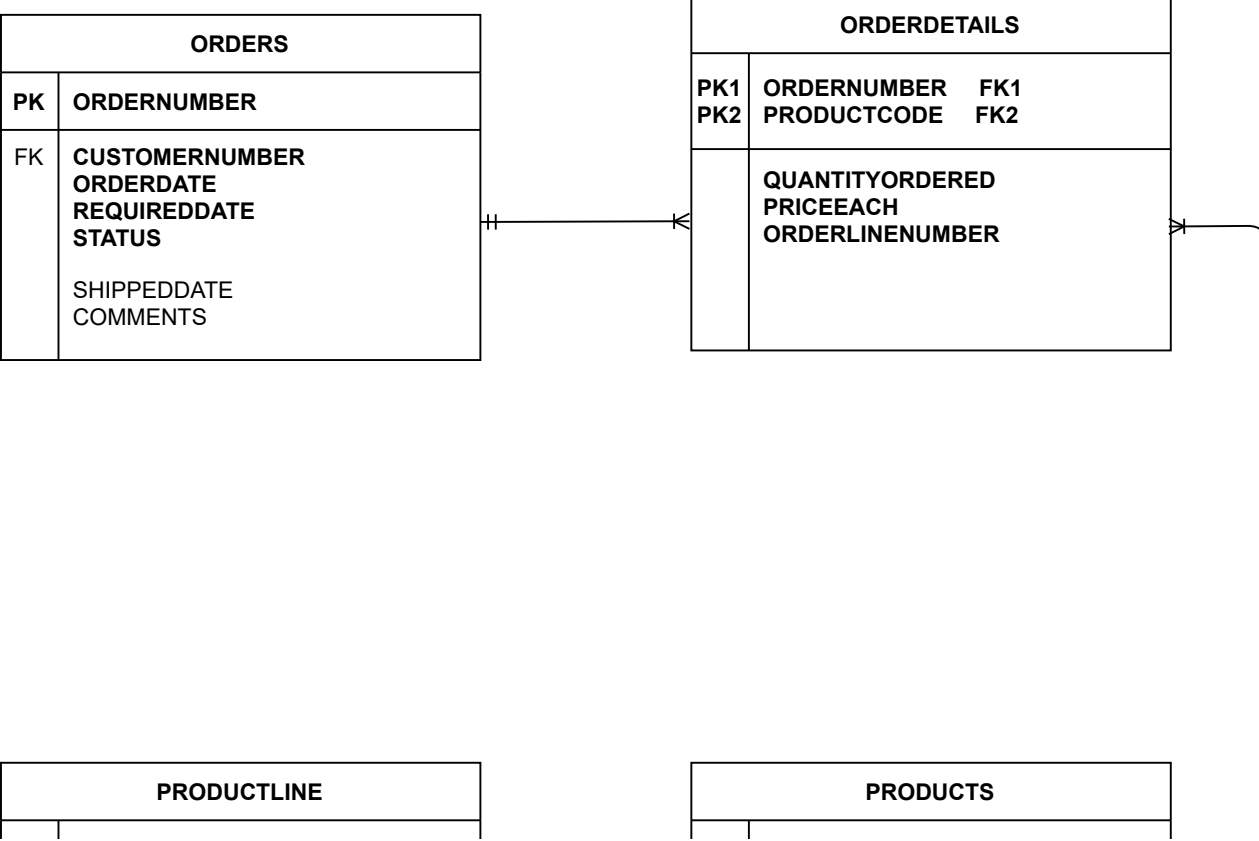 ORDERS
PK ORDERNUMBER
FK CUSTOMERNUMBER
ORDERDATE
REQUIREDDATE
STATUS
SHIPPEDDATE
COMMENTS
ORDERDETAILS
PK1 ORDERNUMBER FK1
PK2 PRODUCTCODE FK2
QUANTITYORDERED
PRICEEACH
ORDERLINENUMBER
PRODUCTLINE
PRODUCTS